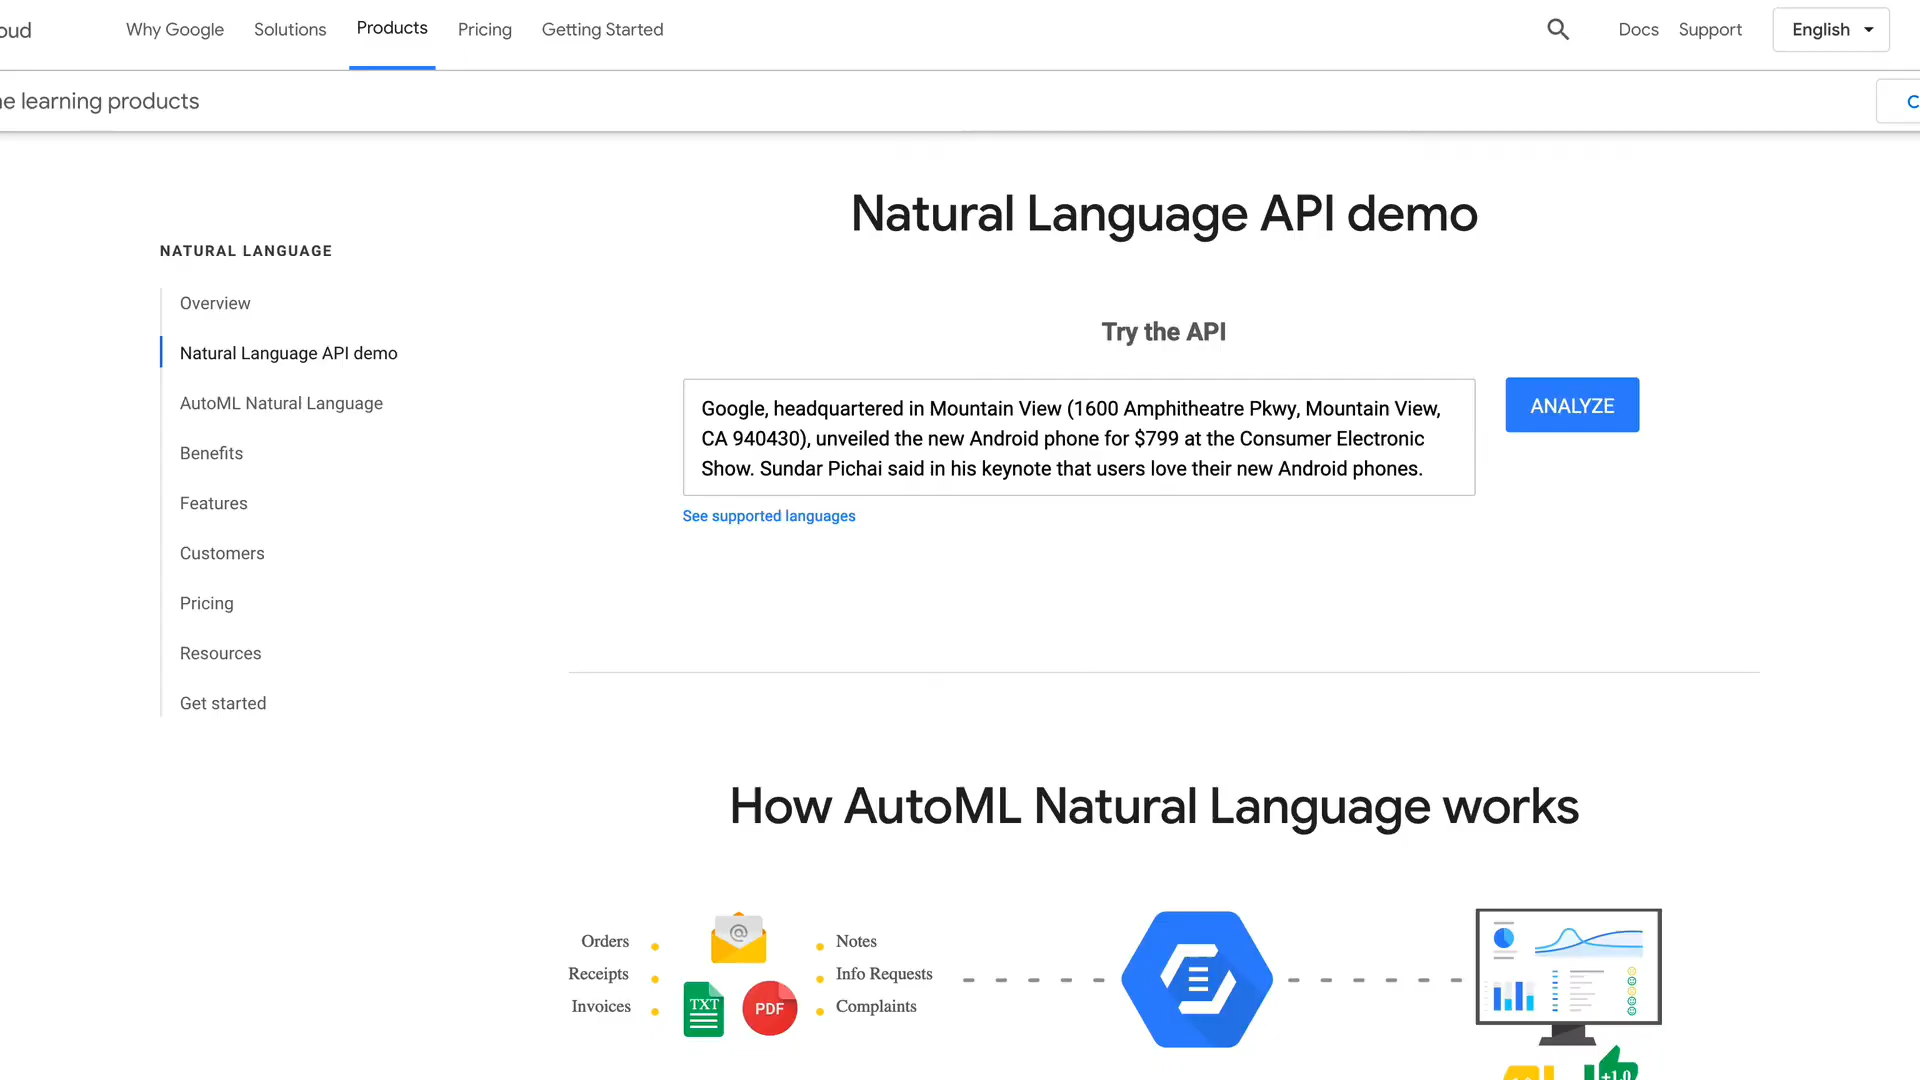 oud
Why Google
Solutions
Products
Pricing
Getting Started
Docs
Support
English
e learning products
C
NATURAL LANGUAGE
Overview
Natural Language API demo
AutoML Natural Language
Benefits
Features
Customers
Pricing
Resources
Get started
Natural Language API demo
Try the API
Google, headquartered in Mountain View (1600 Amphitheatre Pkwy, Mountain View,
CA 940430), unveiled the new Android phone for $799 at the Consumer Electronic
Show. Sundar Pichai said in his keynote that users love their new Android phones.
ANALYZE
See supported languages
How AutoML Natural Language works
Orders
Receipts
Invoices
@
TXT
PDF
Notes
Info Requests
Complaints
+1.0